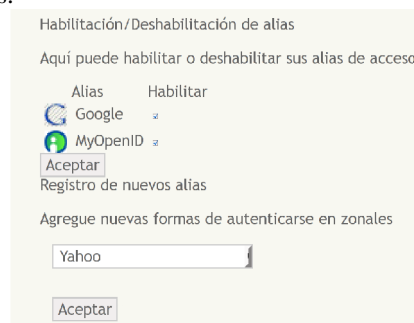 Habilitación/Deshabilitación de alias
Aquí puede habilitar o deshabilitar sus alias de acceso
Alias Habilitar
Google
MyOpenID
Aceptar
Registro de nuevos alias
Agregue nuevas formas de autenticarse en zonales
Yahoo
Aceptar